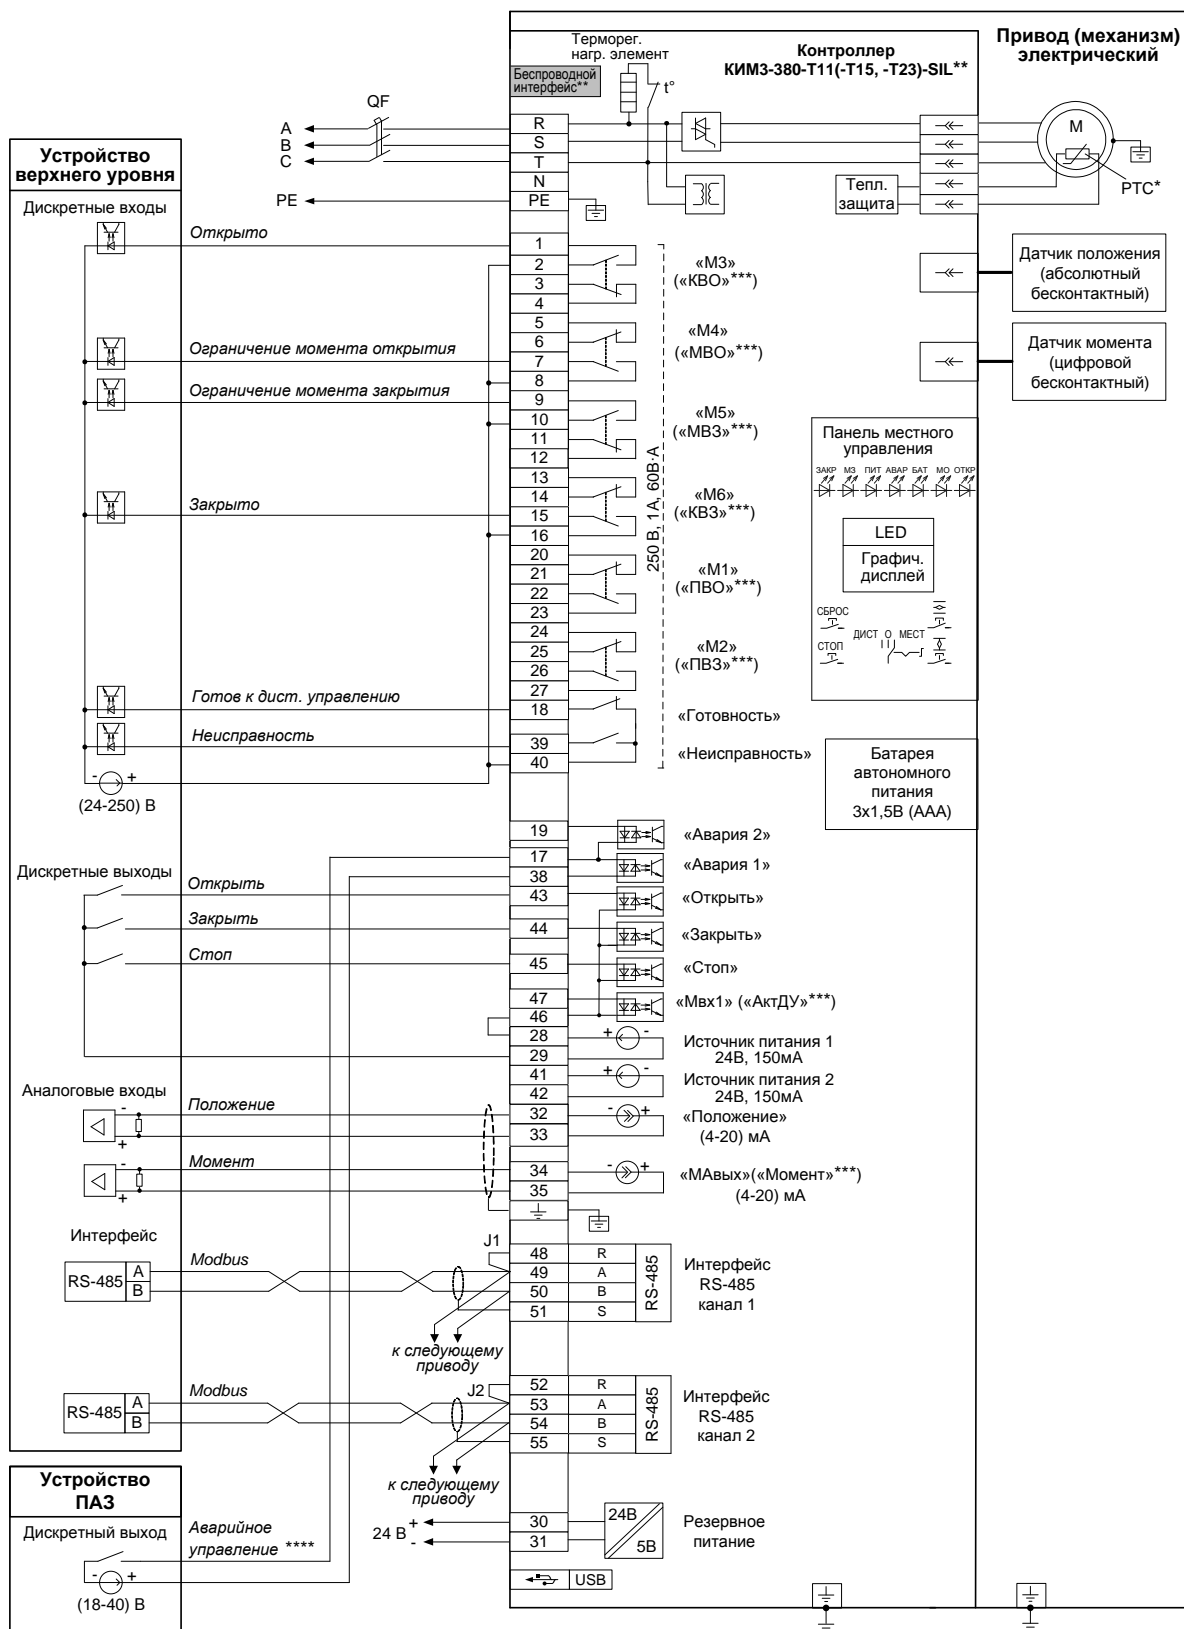 Привод (механизм)
электрический
Контроллер
КИМ3-380-Т11(-Т15, -Т23)-SIL**
Терморег.
нагр. элемент
t°
Беспроводной
интерфейс**
QF
A
B
C
PE
R
S
T
N
PE
M
PTC*
Тепл.
защита
Датчик положения
(абсолютный
бесконтактный)
Датчик момента
(цифровой
бесконтактный)
Устройство
верхнего уровня
Дискретные входы
Открыто
Ограничение момента открытия
Ограничение момента закрытия
Закрыто
Готов к дист. управлению
Неисправность
- +
(24-250) В
1
2
3
4
5
6
7
8
9
10
11
12
13
14
15
16
20
21
22
23
24
25
26
27
18
39
40
«М3»
(«КВО»***)
«М4»
(«МВО»***)
«М5»
(«МВЗ»***)
«М6»
(«КВЗ»***)
«М1»
(«ПВО»***)
«М2»
(«ПВЗ»***)
«Готовность»
«Неисправность»
250 В, 1А, 60В·А
Панель местного
управления
ЗАКР МЗ ПИТ АВАР БАТ МО ОТКР
LED
Графич.
дисплей
СБРОС
СТОП
ДИСТ О МЕСТ
Батарея
автономного
питания
3х1,5В (ААА)
Дискретные выходы
Открыть
Закрыть
Стоп
19
17
38
43
44
45
47
46
28
29
41
42
32
33
34
35
«Авария 2»
«Авария 1»
«Открыть»
«Закрыть»
«Стоп»
«Мвх1» («АктДУ»***)
+ -
Источник питания 1
24В, 150мА
+ -
Источник питания 2
24В, 150мА
- +
«Положение»
(4-20) мА
- +
«МАвых»(«Момент»***)
(4-20) мА
Аналоговые входы
Положение
-
+
Момент
-
+
Интерфейс
RS-485
A
B
Modbus
J1
48 R
49 A
50 B
51 S
RS-485
Интерфейс
RS-485
канал 1
к следующему
приводу
RS-485
A
B
Modbus
J2
52 R
53 A
54 B
55 S
RS-485
Интерфейс
RS-485
канал 2
к следующему
приводу
Устройство
ПАЗ
Дискретный выход
Аварийное
управление ****
- +
(18-40) В
24 В
+
-
30
31
24В
5В
Резервное
питание
USB